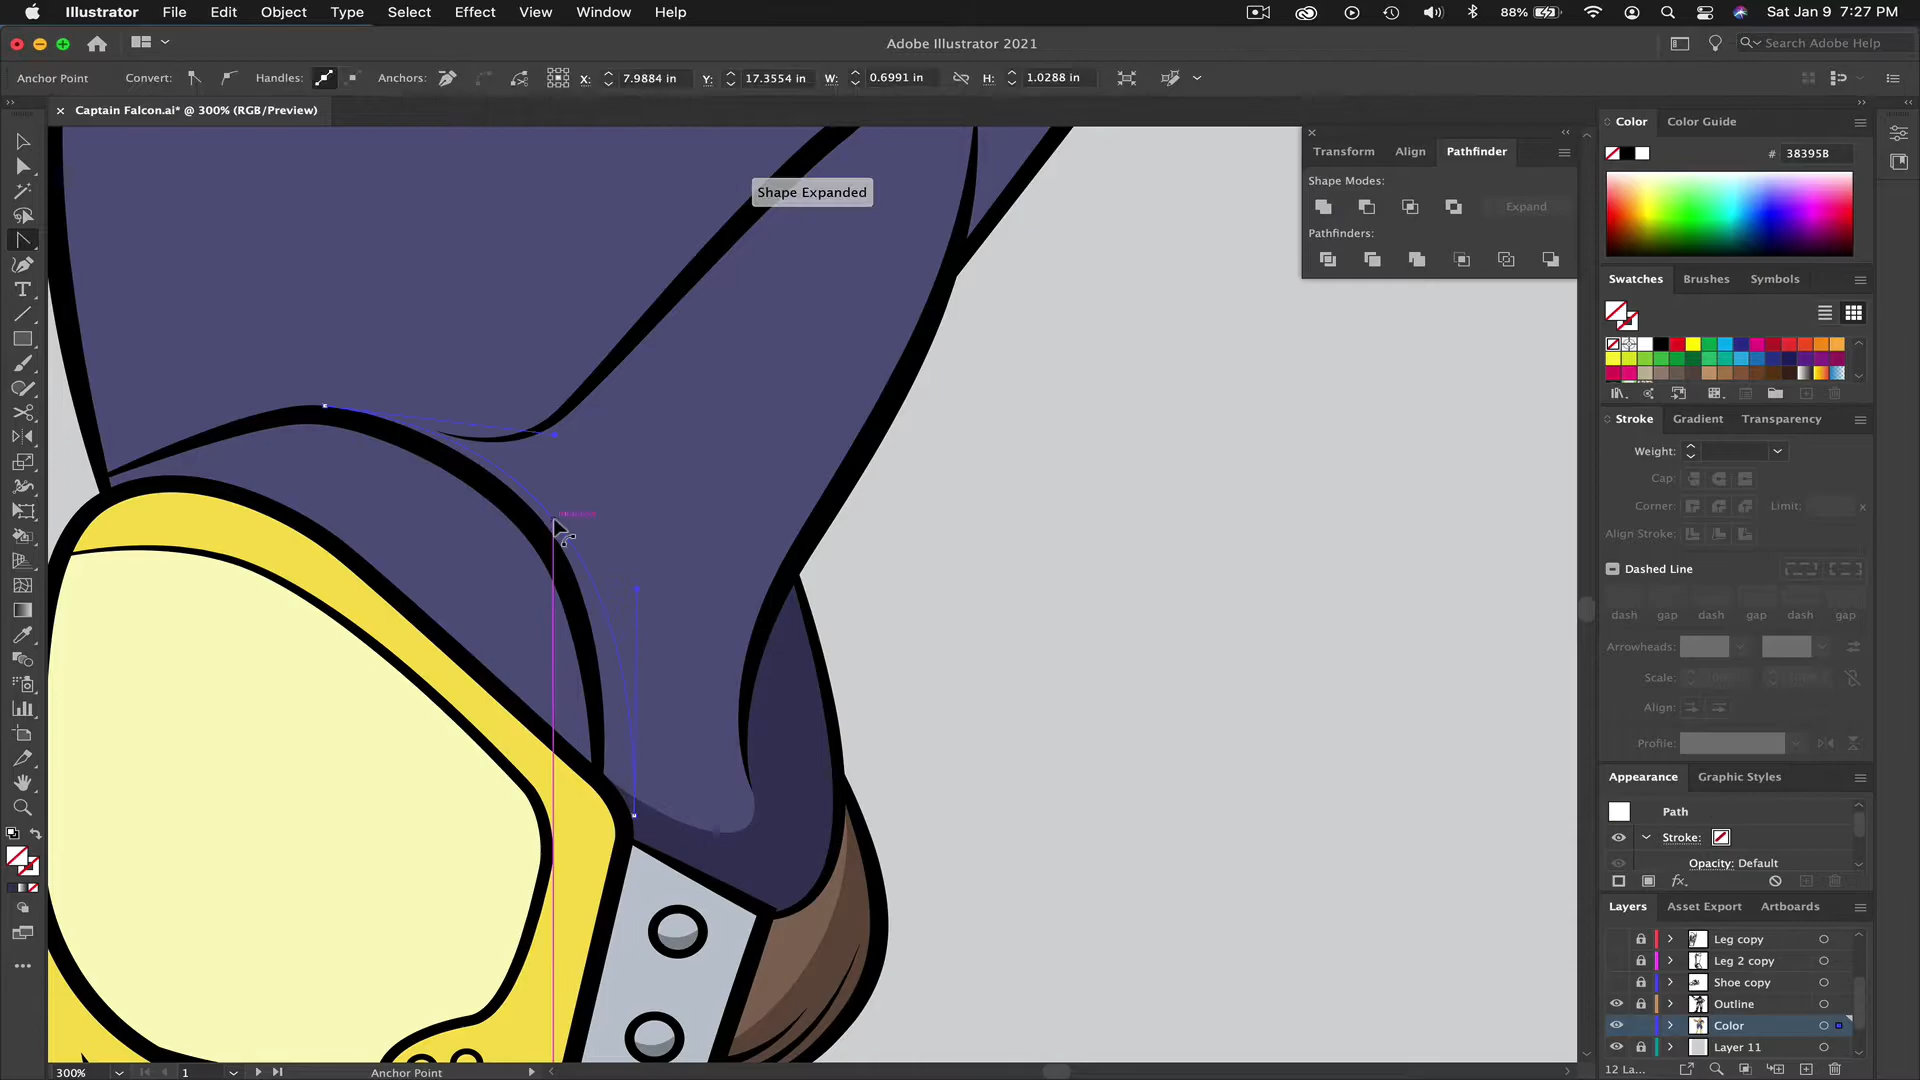 Illustrator File Edit Object Type Select Effect View Window Help 88% Sat Jan 9 7:27 PM
Adobe Illustrator 2021 Search Adobe Help
Anchor Point Convert: Handles: Anchors: X: 7.9884 in Y: 17.3554 in W: 0.6991 in H: 1.0288 in
Captain Falcon.ai* @ 300% (RGB/Preview)
Shape Expanded
Transform Align Pathfinder
Shape Modes:
Expand
Pathfinders:
Color Color Guide
# 38395B
Swatches Brushes Symbols
Stroke Gradient Transparency
Weight:
Cap:
Corner: Limit: x
Align Stroke:
Dashed Line
dash gap dash gap dash gap
Arrowheads:
Scale:
Align:
Profile:
Appearance Graphic Styles
Path
Stroke:
Opacity: Default
fx
Layers Asset Export Artboards
Leg copy
Leg 2 copy
Shoe copy
Outline
Color
Layer 11
12 La...
300% 1 Anchor Point